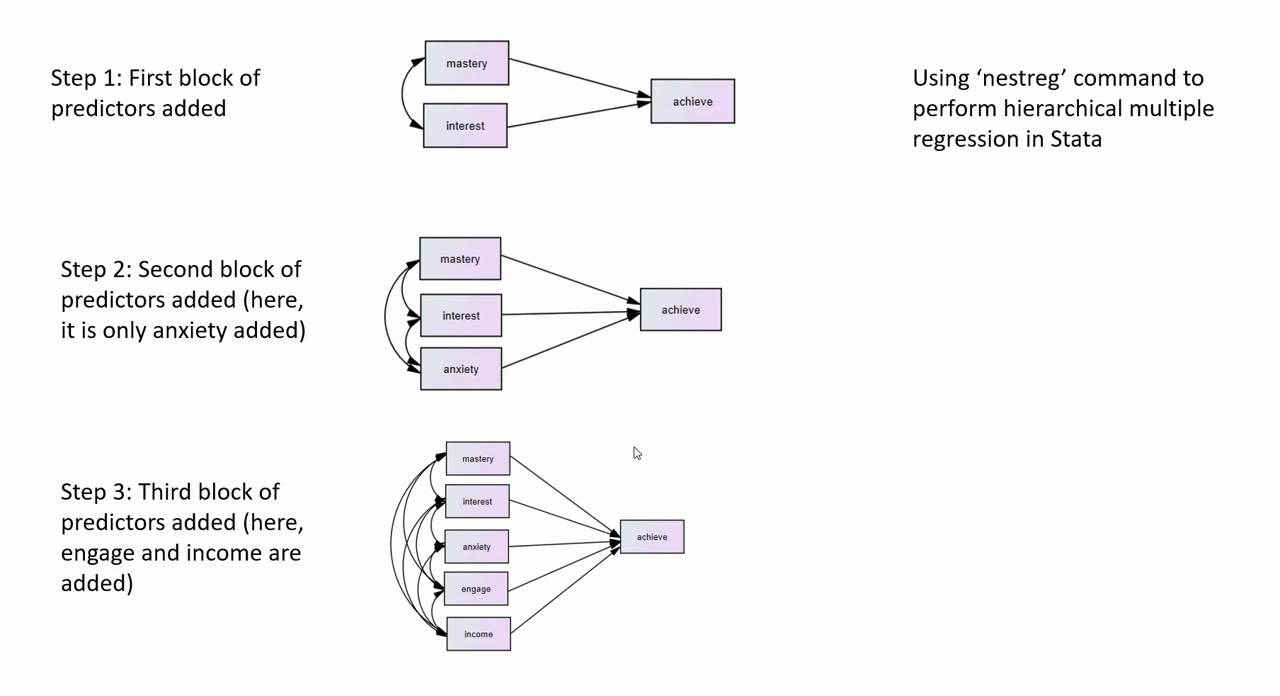 Step 1: First block of
predictors added
mastery
interest
achieve
Using ‘nestreg’ command to
perform hierarchical multiple
regression in Stata
Step 2: Second block of
predictors added (here,
it is only anxiety added)
mastery
interest
anxiety
achieve
Step 3: Third block of
predictors added (here,
engage and income are
added)
mastery
interest
anxiety
engage
income
achieve